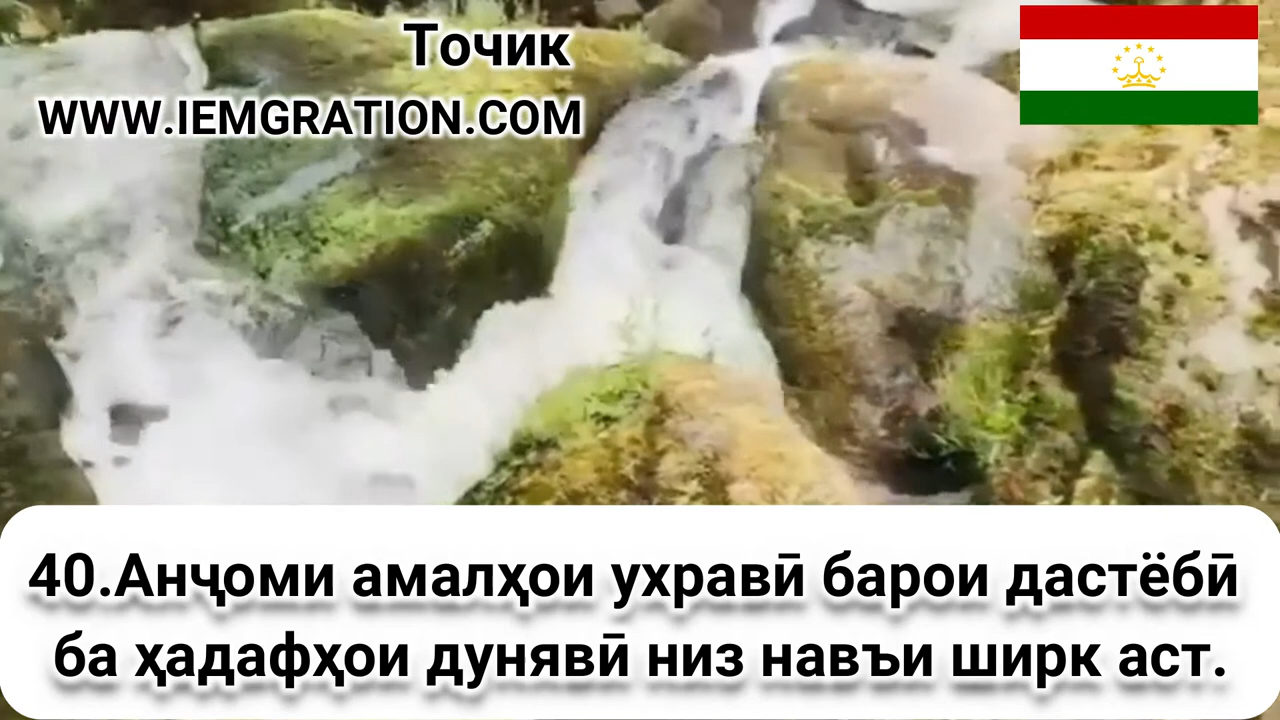 Точик
WWW.IEMGRATION.COM
40.Анҷоми амалҳои ухравӣ барои дастёбӣ
ба ҳадафҳои дунявӣ низ навъи ширк аст.